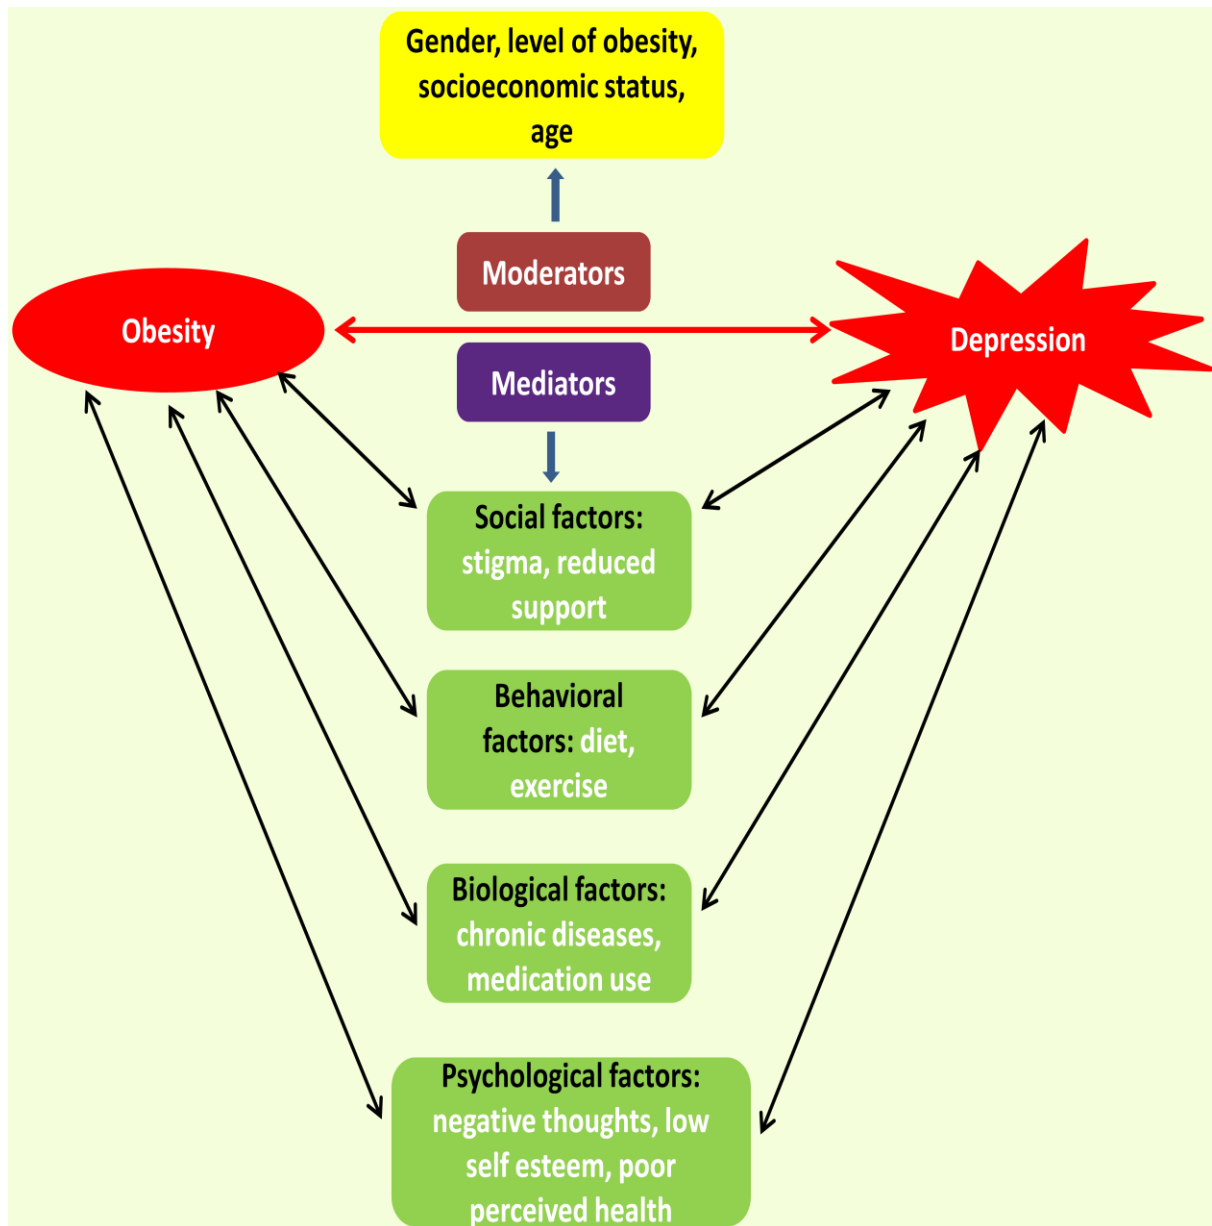 Gender, level of obesity,
socioeconomic status,
age
Moderators
Obesity
Depression
Mediators
Social factors:
stigma, reduced
support
Behavioral
factors: diet,
exercise
Biological factors:
chronic diseases,
medication use
Psychological factors:
negative thoughts, low
self esteem, poor
perceived health